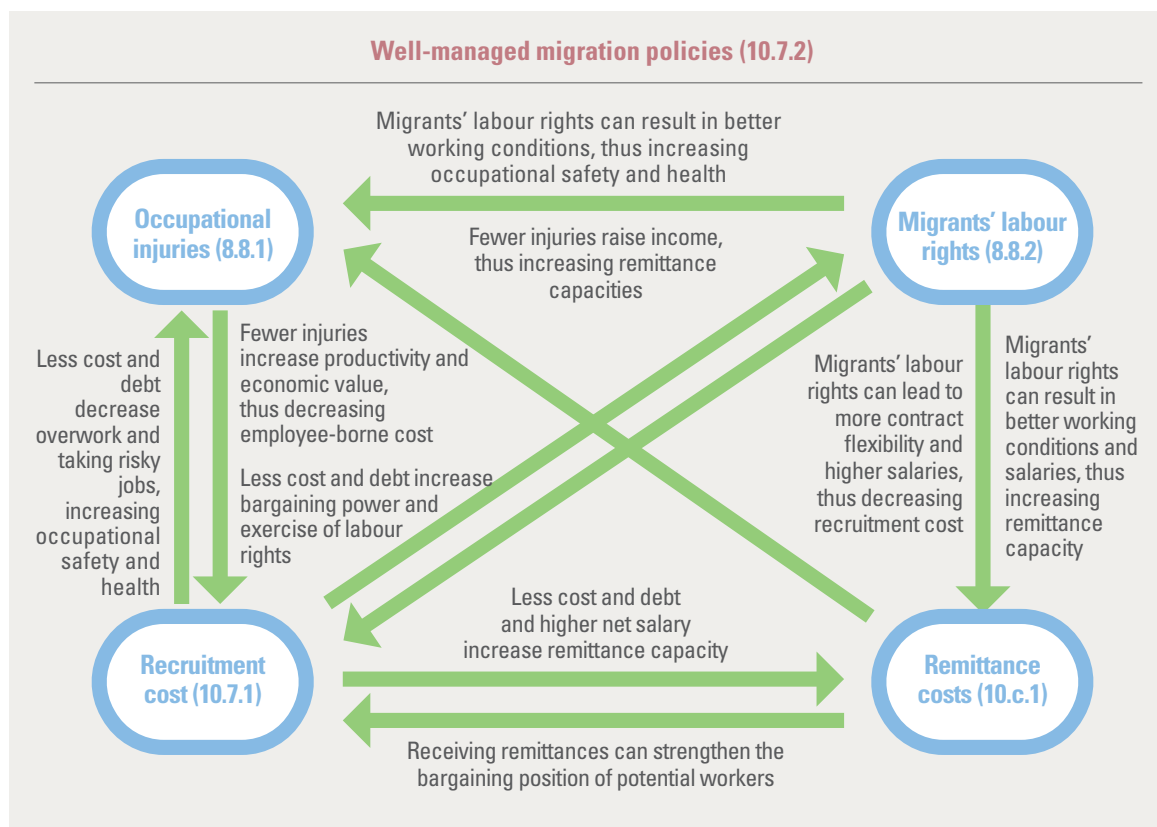 Well-managed migration policies (10.7.2)
Migrants’ labour rights can result in better
working conditions, thus increasing
occupational safety and health
Occupational
injuries (8.8.1)
Migrants’ labour
rights (8.8.2)
Fewer injuries raise income,
thus increasing remittance
capacities
Less cost and
debt
decrease
overwork and
taking risky
jobs,
increasing
occupational
safety and
health
Fewer injuries
increase productivity and
economic value,
thus decreasing
employee-borne cost
Less cost and debt increase
bargaining power and
exercise of labour
rights
Migrants’ labour
rights can lead to
more contract
flexibility and
higher salaries,
thus decreasing
recruitment cost
Migrants’
labour rights
can result in
better working
conditions and
salaries, thus
increasing
remittance
capacity
Less cost and debt
and higher net salary
increase remittance capacity
Recruitment
cost (10.7.1)
Remittance
costs (10.c.1)
Receiving remittances can strengthen the
bargaining position of potential workers